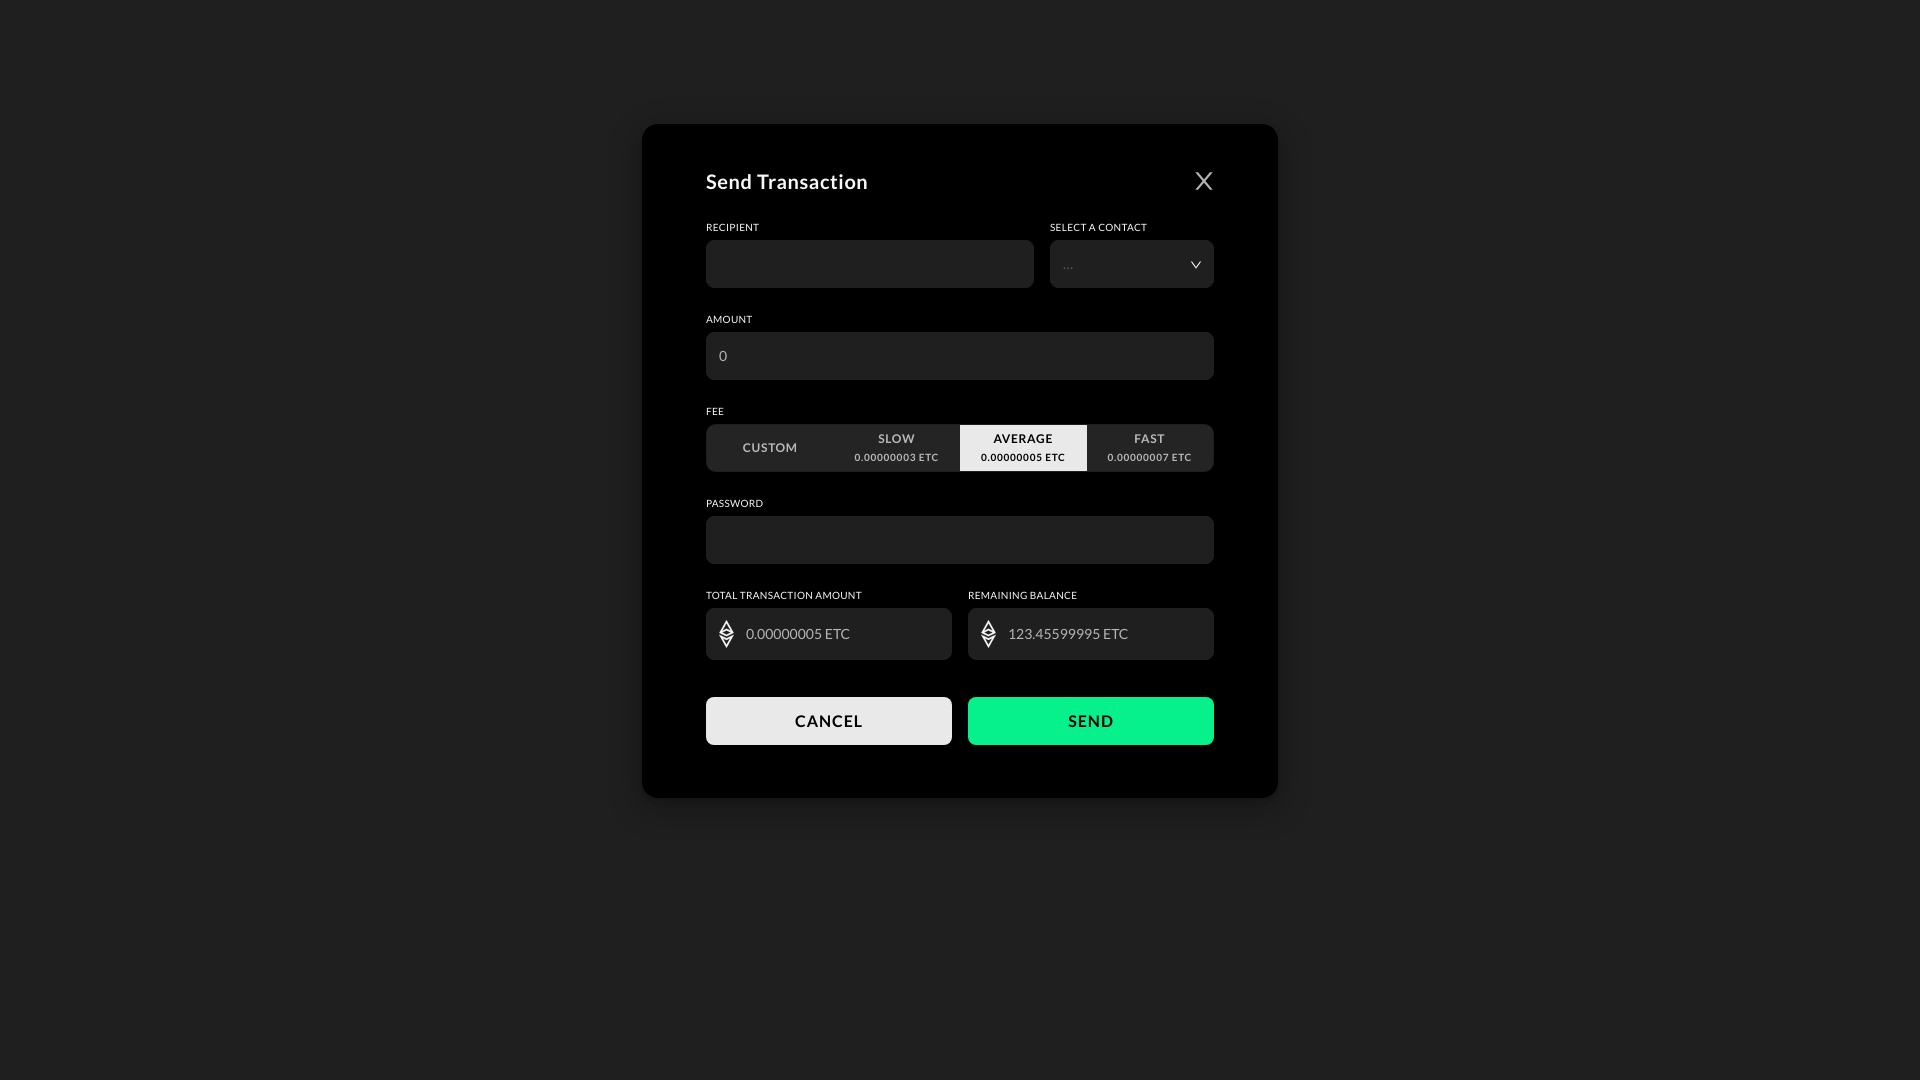 Send Transaction
RECIPIENT
SELECT A CONTACT
...
AMOUNT
0
FEE
CUSTOM
SLOW
0.00000003 ETC
AVERAGE
0.00000005 ETC
FAST
0.00000007 ETC
PASSWORD
TOTAL TRANSACTION AMOUNT
0.00000005 ETC
REMAINING BALANCE
123.45599995 ETC
CANCEL
SEND